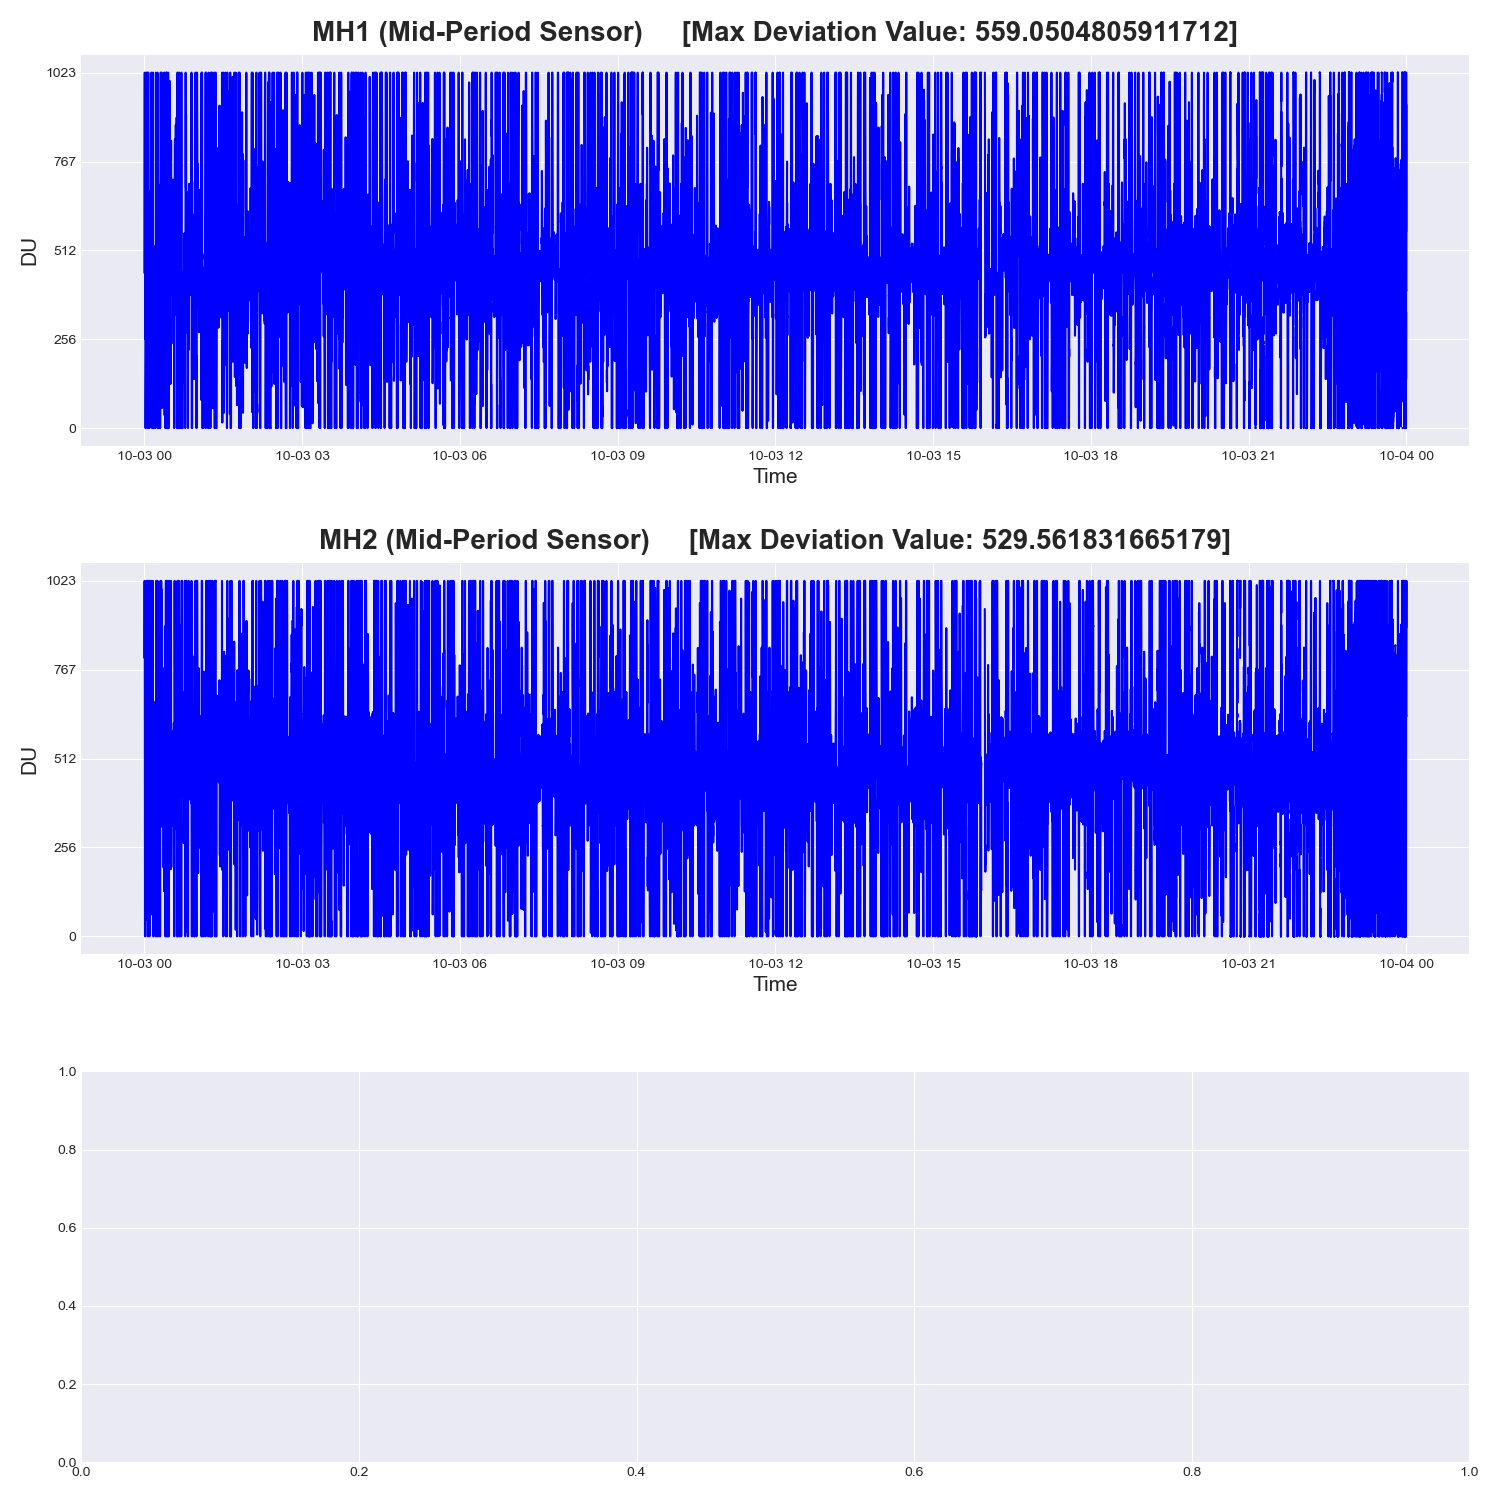 MH1 (Mid-Period Sensor) [Max Deviation Value: 559.0504805911712]
1023
767
512
256
0
DU
10-03 00 10-03 03 10-03 06 10-03 09 10-03 12 10-03 15 10-03 18 10-03 21 10-04 00
Time
MH2 (Mid-Period Sensor) [Max Deviation Value: 529.561831665179]
1023
767
512
256
0
DU
10-03 00 10-03 03 10-03 06 10-03 09 10-03 12 10-03 15 10-03 18 10-03 21 10-04 00
Time
1.0
0.8
0.6
0.4
0.2
0.0
0.0 0.2 0.4 0.6 0.8 1.0